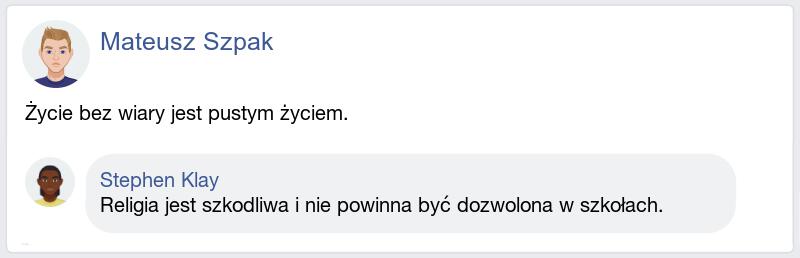 Mateusz Szpak
Życie bez wiary jest pustym życiem.
Stephen Klay
Religia jest szkodliwa i nie powinna być dozwolona w szkołach.